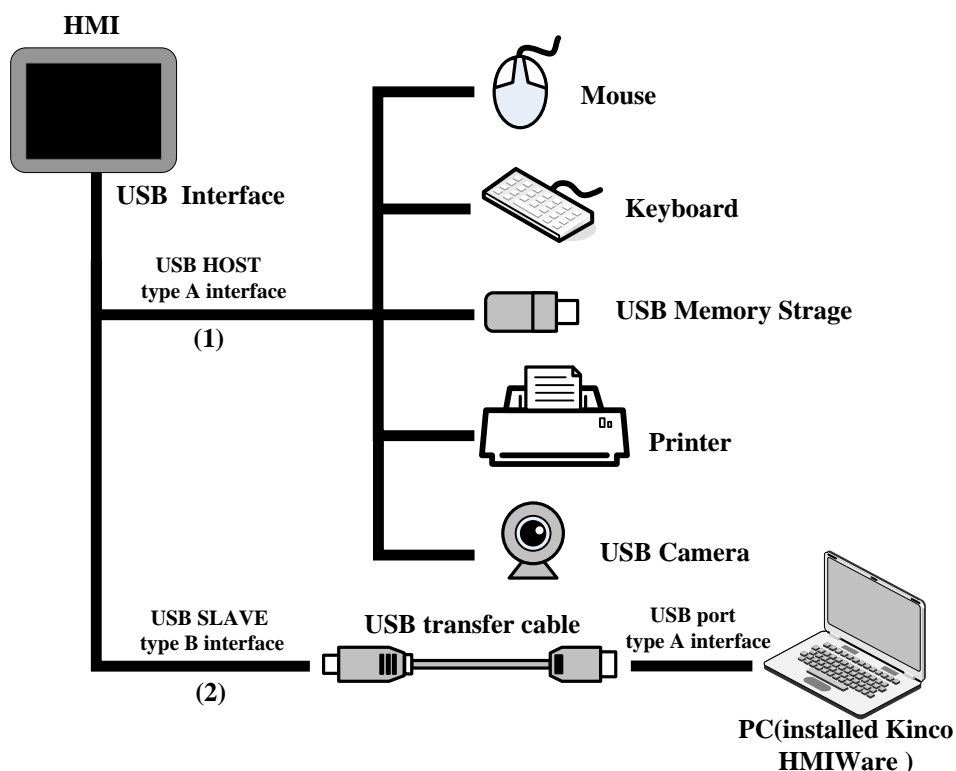 HMI
Mouse
USB Interface
Keyboard
USB HOST
type A interface
(1)
USB Memory Strage
Printer
USB Camera
USB SLAVE
type B interface
(2)
USB transfer cable
USB port
type A interface
PC(installed Kinco
HMIWare )